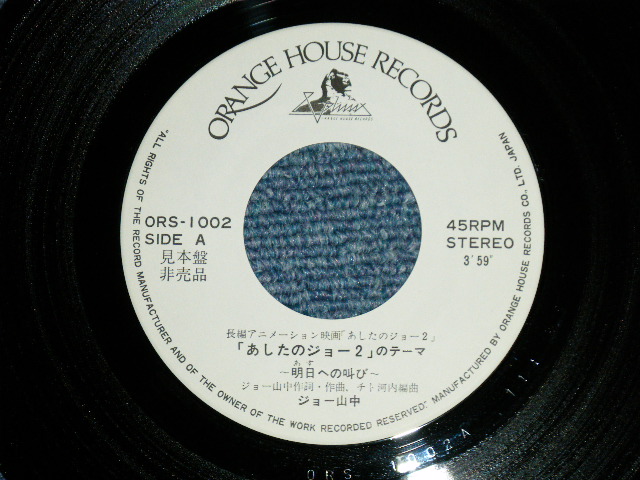 ORANGE HOUSE RECORDS
ORS-1002
SIDE A
見本盤
非売品
45RPM
STEREO
3'59"
長編アニメーション映画「あしたのジョー2」
「あしたのジョー2」のテーマ
あす
~明日への叫び~
ジョー山中作詞・作曲、チト河内編曲
ジョー山中
"ALL RIGHTS OF THE RECORD MANUFACTURER AND OF THE OWNER OF THE WORK RECORDED RESERVED." MANUFACTURED BY ORANGE HOUSE RECORDS CO., LTD. JAPAN
ORS-1002A